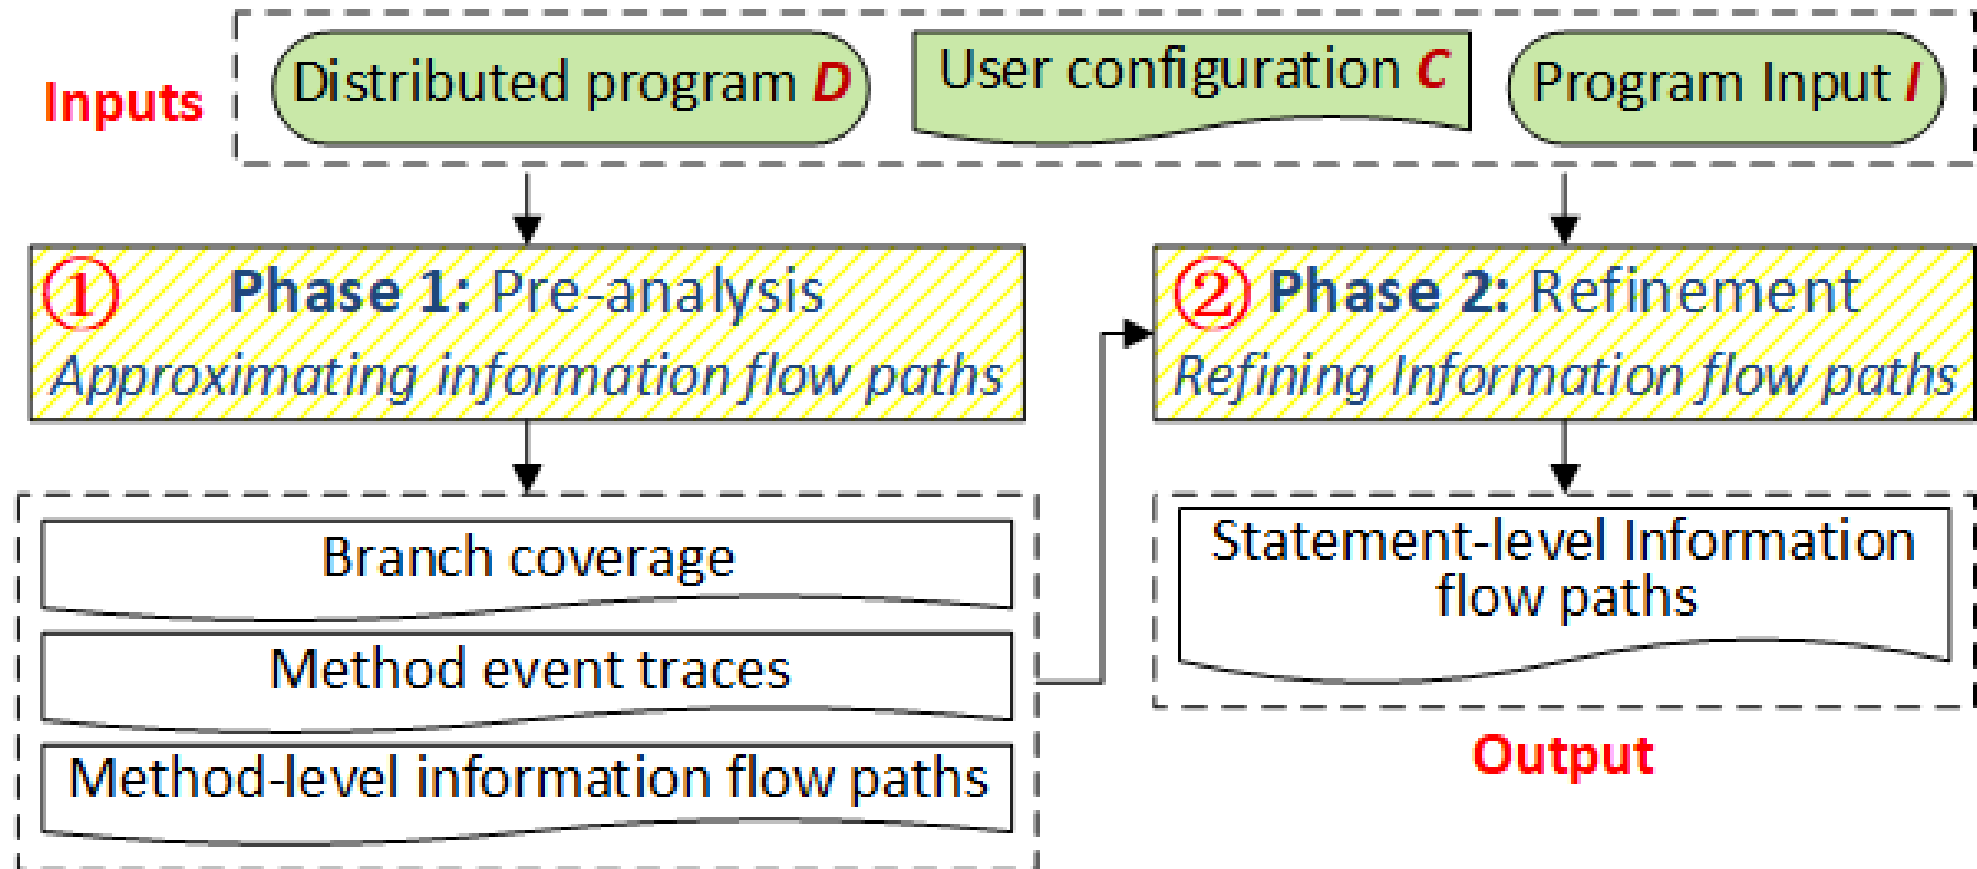 Inputs
Distributed program D
User configuration C
Program Input I
① Phase 1: Pre-analysis
Approximating information flow paths
② Phase 2: Refinement
Refining Information flow paths
Branch coverage
Method event traces
Method-level information flow paths
Statement-level Information
flow paths
Output